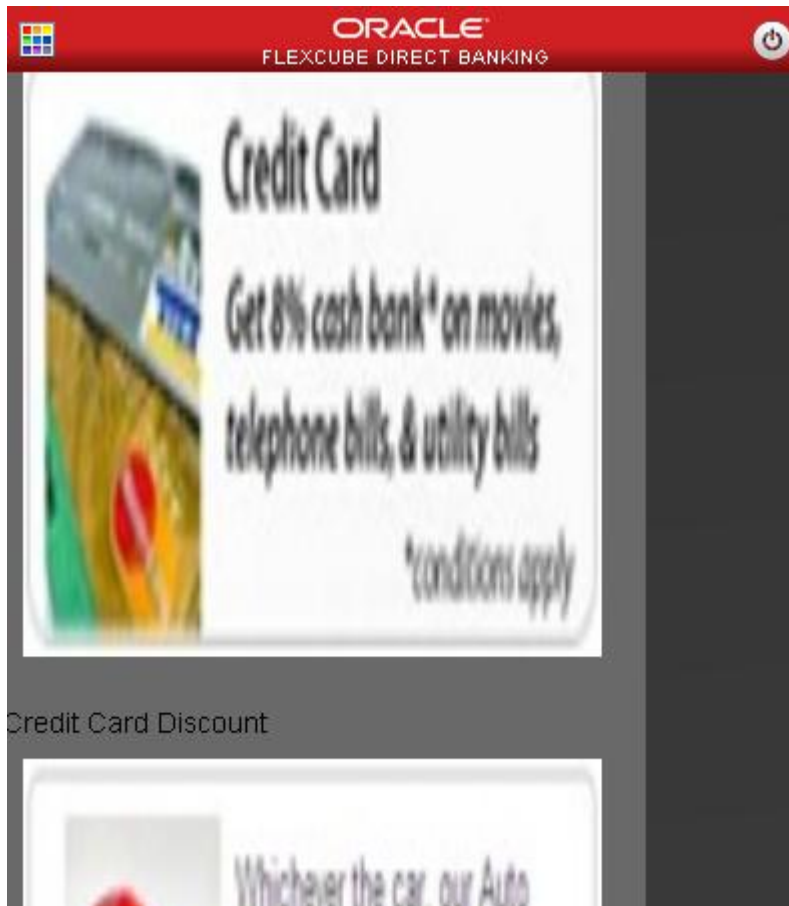 ORACLE
FLEXCUBE DIRECT BANKING
Credit Card
Get 8% cash bank* on movies,
telephone bills, & utility bills
*conditions apply
Credit Card Discount
Whichever the car, our Auto